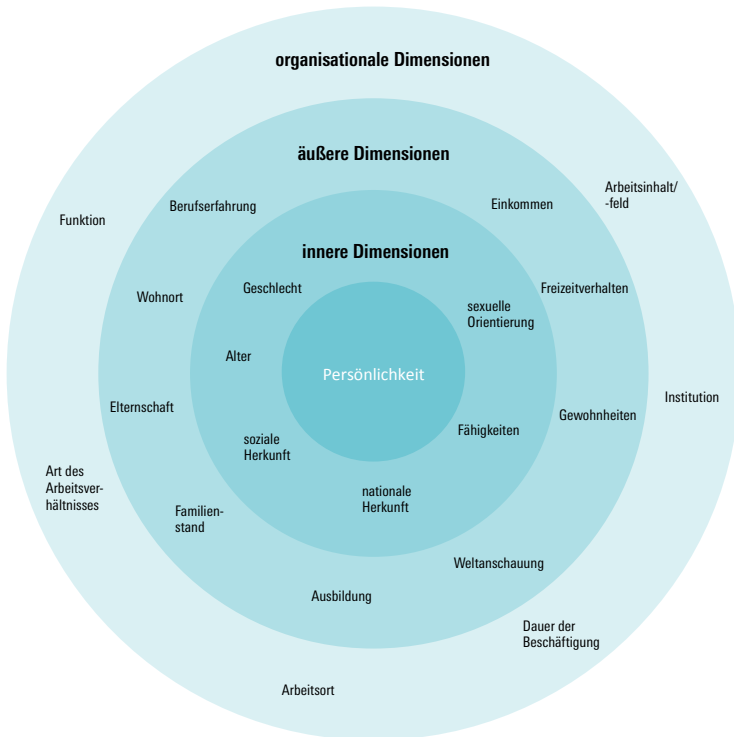 organisationale Dimensionen
äußere Dimensionen
Arbeitsinhalt/
-feld
Berufserfahrung
Einkommen
Funktion
innere Dimensionen
Geschlecht
Freizeitverhalten
Wohnort
sexuelle
Orientierung
Alter
Persönlichkeit
Institution
Elternschaft
Gewohnheiten
Fähigkeiten
soziale
Herkunft
Art des
Arbeitsver-
hältnisses
nationale
Herkunft
Familien-
stand
Weltanschauung
Ausbildung
Dauer der
Beschäftigung
Arbeitsort